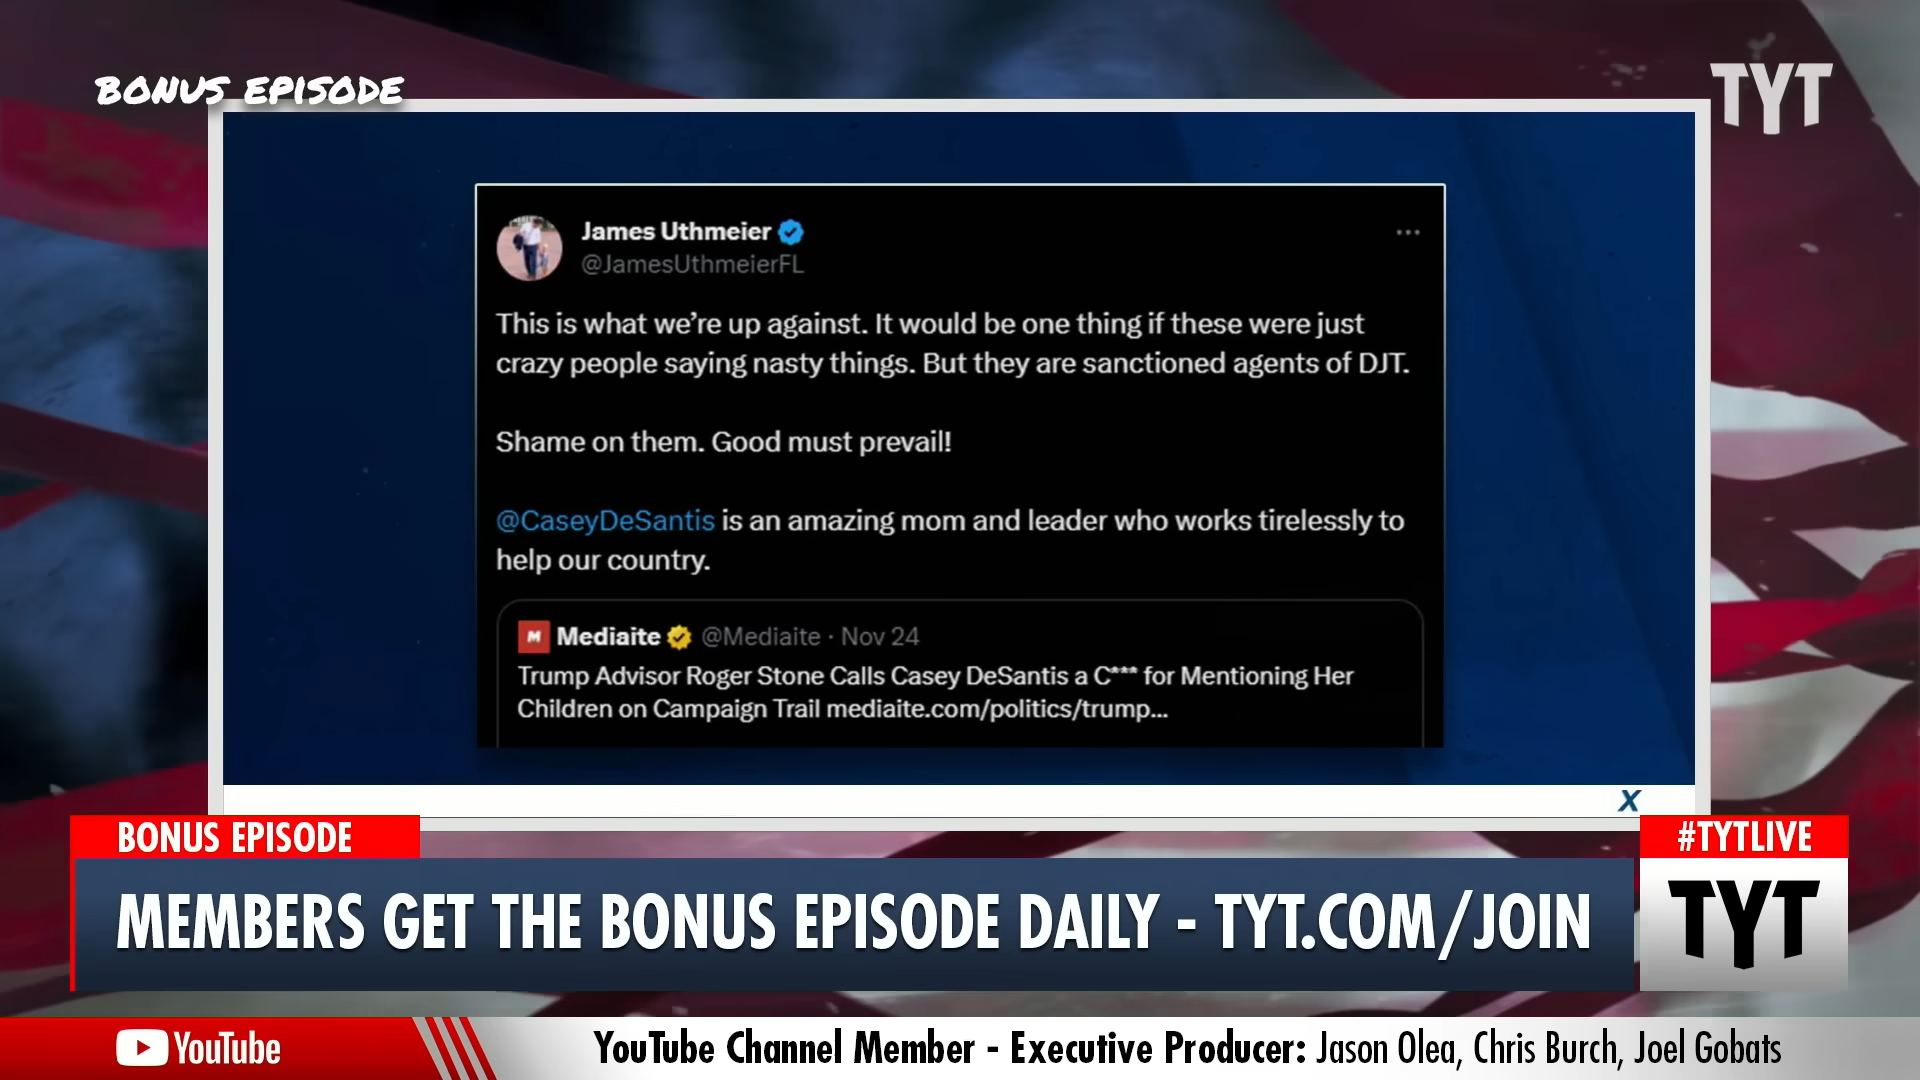 BONUS EPISODE
TYT
James Uthmeier
@JamesUthmeierFL
This is what we’re up against. It would be one thing if these were just
crazy people saying nasty things. But they are sanctioned agents of DJT.
Shame on them. Good must prevail!
@CaseyDeSantis is an amazing mom and leader who works tirelessly to
help our country.
M Mediaite @Mediaite · Nov 24
Trump Advisor Roger Stone Calls Casey DeSantis a C*** for Mentioning Her
Children on Campaign Trail mediaite.com/politics/trump...
X
BONUS EPISODE
#TYTLIVE
MEMBERS GET THE BONUS EPISODE DAILY - TYT.COM/JOIN
TYT
YouTube
YouTube Channel Member - Executive Producer: Jason Olea, Chris Burch, Joel Gobats